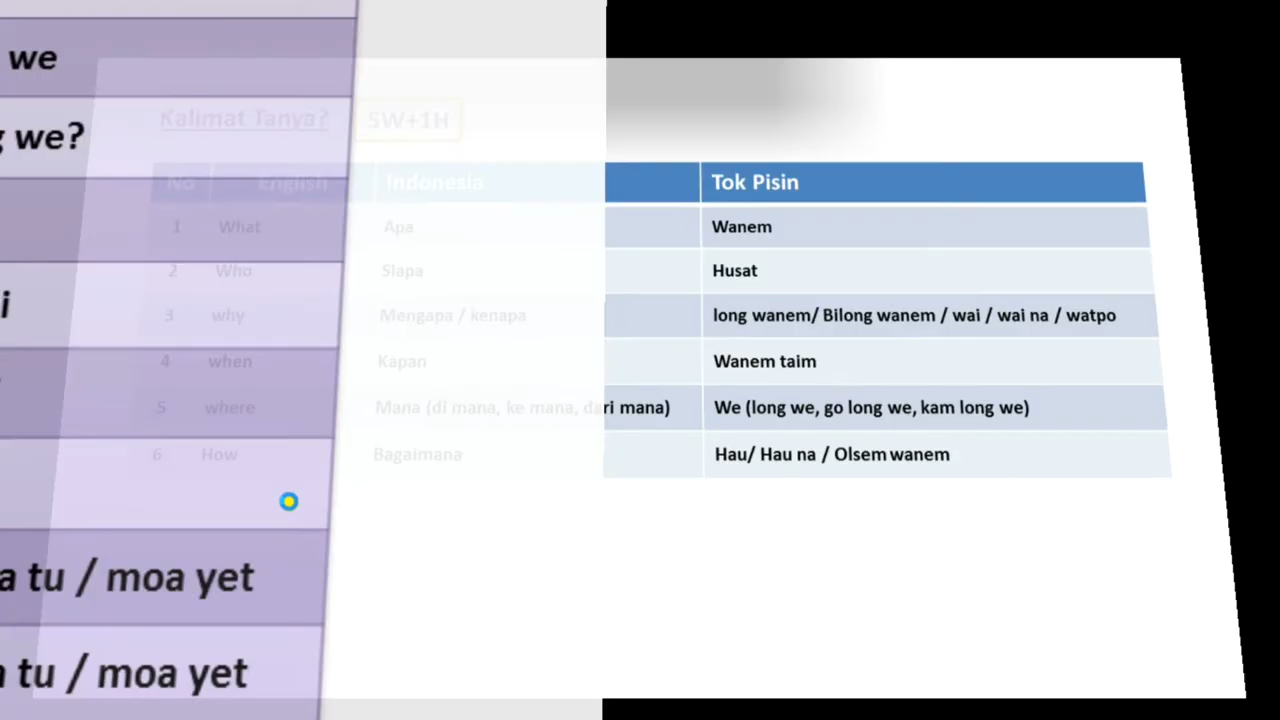 we
we?
i
a tu / moa yet
a tu / moa yet
Kalimat Tanya? 5W+1H
No English Indonesia Tok Pisin
1 What Apa Wanem
2 Who Siapa Husat
3 why Mengapa / kenapa long wanem/ Bilong wanem / wai / wai na / watpo
4 when Kapan Wanem taim
5 where Mana (di mana, ke mana, dari mana) We (long we, go long we, kam long we)
6 How Bagaimana Hau/ Hau na / Olsem wanem